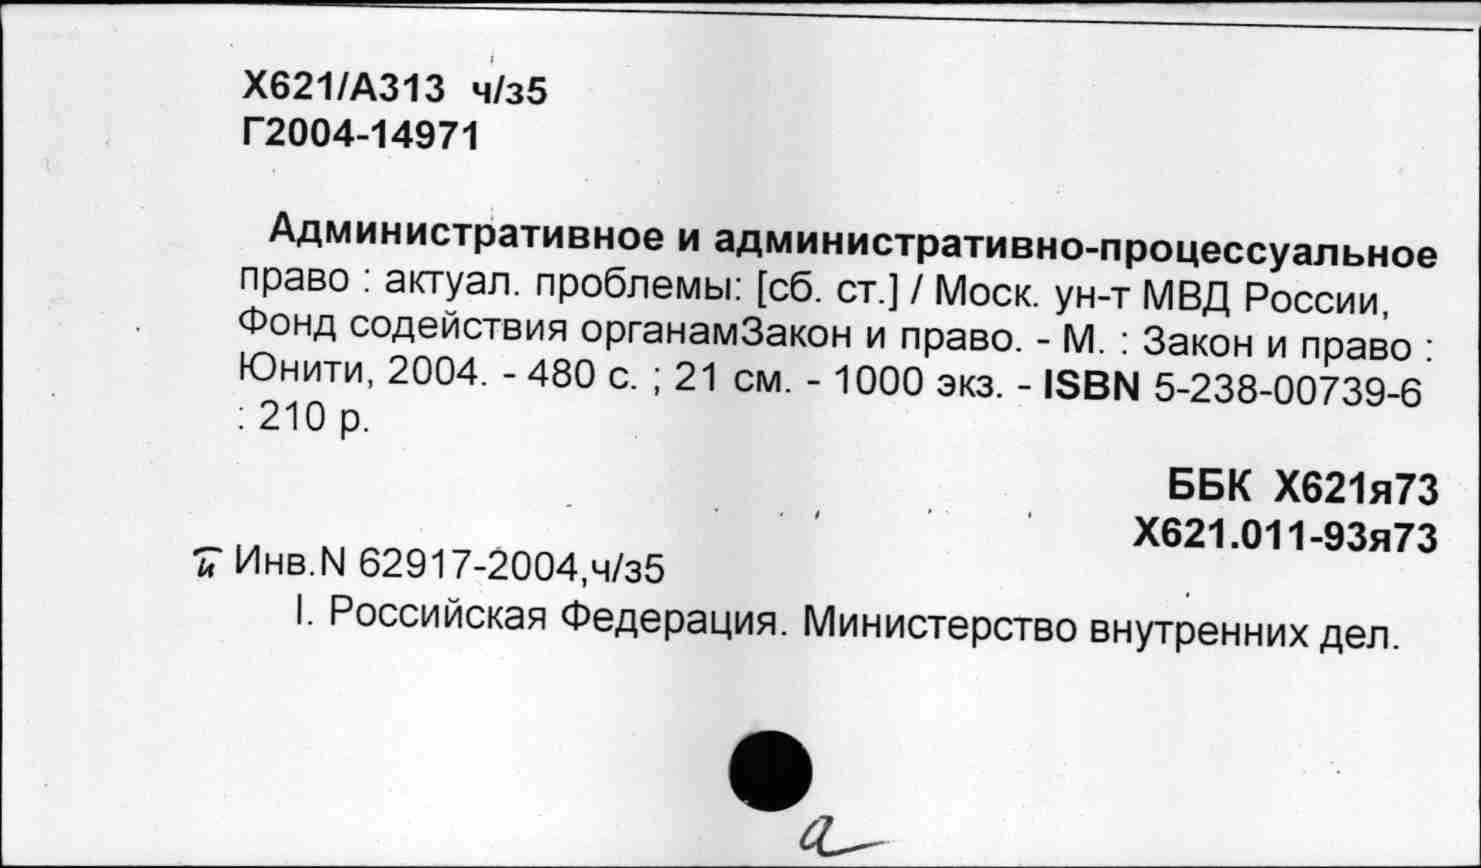 Х621/А313 ч/з5
Г2004-14971
Административное и административно-процессуальное
право : актуал. проблемы: [сб. ст.] / Моск. ун-т МВД России,
Фонд содействия органамЗакон и право. - М. : Закон и право :
Юнити, 2004. - 480 с. ; 21 см. - 1000 экз. - ISBN 5-238-00739-6
: 210 р.
ББК Х621я73
Х621.011-93я73
Инв.N 62917-2004,ч/з5
I. Российская Федерация. Министерство внутренних дел.
а